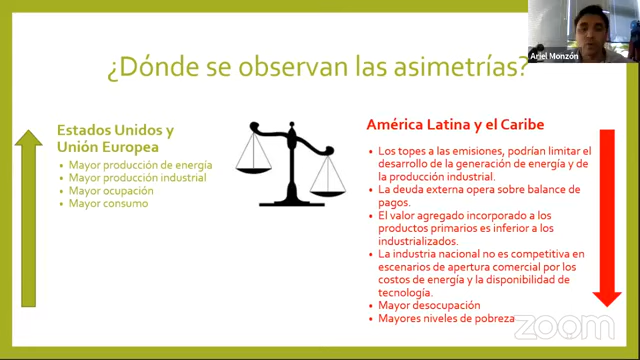 Ariel Monzón
¿Dónde se observan las asimetrías?
Estados Unidos y
Unión Europea
• Mayor producción de energía
• Mayor producción industrial
• Mayor ocupación
• Mayor consumo
América Latina y el Caribe
• Los topes a las emisiones, podrían limitar el
desarrollo de la generación de energía y de
la producción industrial.
• La deuda externa opera sobre balance de
pagos.
• El valor agregado incorporado a los
productos primarios es inferior a los
industrializados.
• La industria nacional no es competitiva en
escenarios de apertura comercial por los
costos de energía y la disponibilidad de
tecnología.
• Mayor desocupación
• Mayores niveles de pobreza
zoom